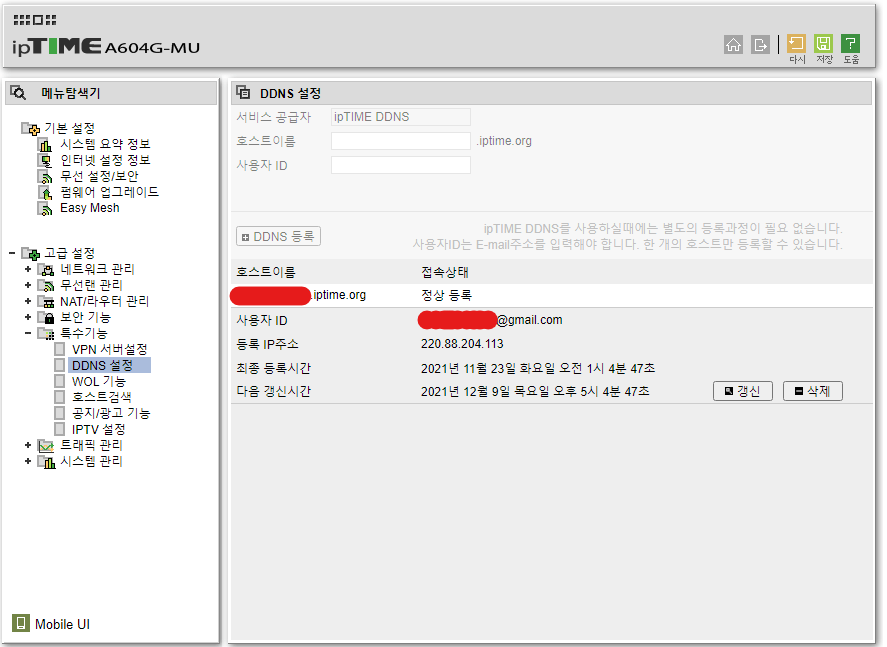 ipTIME A604G-MU
다시 저장 도움
메뉴탐색기
기본 설정
시스템 요약 정보
인터넷 설정 정보
무선 설정/보안
펌웨어 업그레이드
Easy Mesh
고급 설정
네트워크 관리
무선랜 관리
NAT/라우터 관리
보안 기능
특수기능
VPN 서버설정
DDNS 설정
WOL 기능
호스트검색
공지/광고 기능
IPTV 설정
트래픽 관리
시스템 관리
Mobile UI
DDNS 설정
서비스 공급자 ipTIME DDNS
호스트이름 .iptime.org
사용자 ID
DDNS 등록
ipTIME DDNS를 사용하실때에는 별도의 등록과정이 필요 없습니다.
사용자ID는 E-mail주소를 입력해야 합니다. 한 개의 호스트만 등록할 수 있습니다.
호스트이름 접속상태
.iptime.org 정상 등록
사용자 ID @gmail.com
등록 IP주소 220.88.204.113
최종 등록시간 2021년 11월 23일 화요일 오전 1시 4분 47초
다음 갱신시간 2021년 12월 9일 목요일 오후 5시 4분 47초 갱신 삭제